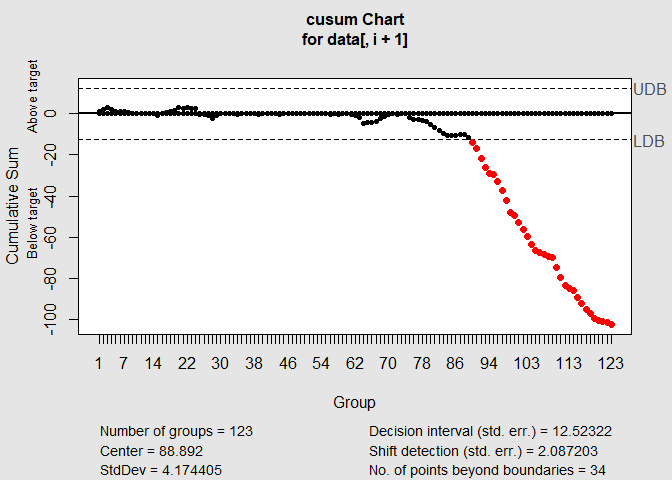 cusum Chart
for data[, i + 1]
Above target
Below target
Cumulative Sum
0
-20
-40
-60
-80
-100
UDB
LDB
1 7 14 22 30 38 46 54 62 70 78 86 94 103 113 123
Group
Number of groups = 123
Center = 88.892
StdDev = 4.174405
Decision interval (std. err.) = 12.52322
Shift detection (std. err.) = 2.087203
No. of points beyond boundaries = 34